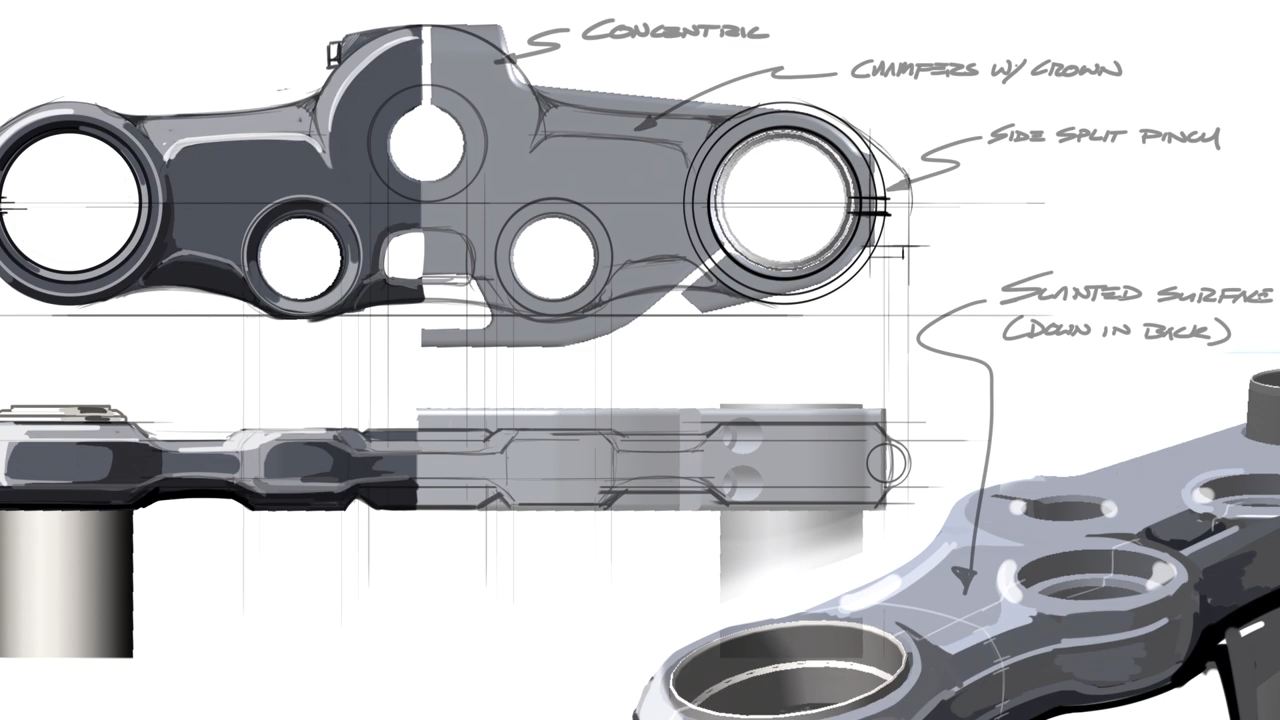 CONCENTRIC
CHAMFERS W/ CROWN
SIDE SPLIT PINCH
SLANTED SURFACE
(DOWN IN BACK)